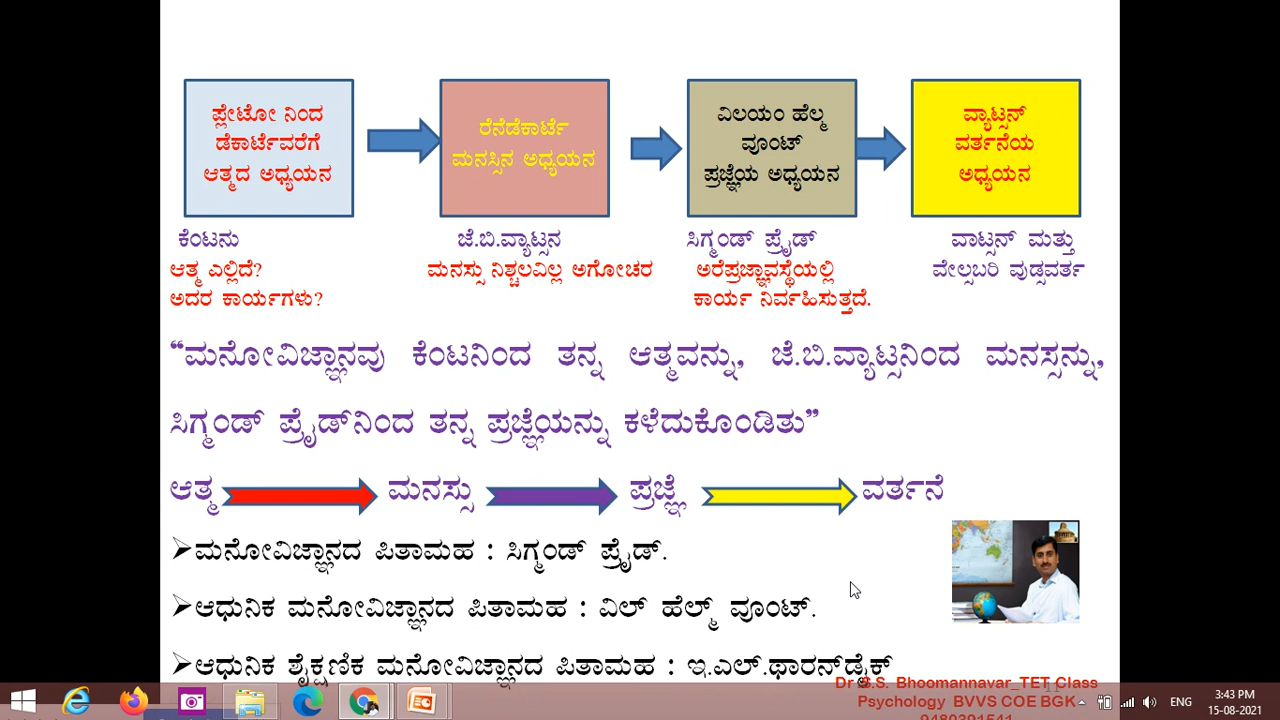 ಪ್ಲೇಟೋ ನಿಂದ
ಡೆಕಾರ್ಟೆವರೆಗೆ
ಆತ್ಮದ ಅಧ್ಯಯನ
ರೆನೆಡೆಕಾರ್ಟೆ
ಮನಸ್ಸಿನ ಅಧ್ಯಯನ
ವಿಲಯಂ ಹೆಲ್ಮ
ವೂಂಟ್
ಪ್ರಜ್ಞೆಯ ಅಧ್ಯಯನ
ವ್ಯಾಟ್ಸನ್
ವರ್ತನೆಯ
ಅಧ್ಯಯನ
ಕೆಂಟನು
ಆತ್ಮ ಎಲ್ಲಿದೆ?
ಅದರ ಕಾರ್ಯಗಳು?
ಜೆ.ಬಿ.ವ್ಯಾಟ್ಸನ
ಮನಸ್ಸು ನಿಶ್ಚಲವಿಲ್ಲ ಅಗೋಚರ
ಸಿಗ್ಮಂಡ್ ಪ್ರೈಡ್
ಅರೆಪ್ರಜ್ಞಾವಸ್ಥೆಯಲ್ಲಿ
ಕಾರ್ಯ ನಿರ್ವಹಿಸುತ್ತದೆ.
ವಾಟ್ಸನ್ ಮತ್ತು
ವೇಲ್ಸಬರಿ ವುಡ್ಸವರ್ತ
“ಮನೋವಿಜ್ಞಾನವು ಕೆಂಟನಿಂದ ತನ್ನ ಆತ್ಮವನ್ನು, ಜೆ.ಬಿ.ವ್ಯಾಟ್ಸನಿಂದ ಮನಸ್ಸನ್ನು,
ಸಿಗ್ಮಂಡ್ ಪ್ರೈಡ್‌ನಿಂದ ತನ್ನ ಪ್ರಜ್ಞೆಯನ್ನು ಕಳೆದುಕೊಂಡಿತು”
ಆತ್ಮ ಮನಸ್ಸು ಪ್ರಜ್ಞೆ ವರ್ತನೆ
➢ಮನೋವಿಜ್ಞಾನದ ಪಿತಾಮಹ : ಸಿಗ್ಮಂಡ್ ಪ್ರೈಡ್.
➢ಆಧುನಿಕ ಮನೋವಿಜ್ಞಾನದ ಪಿತಾಮಹ : ವಿಲ್ ಹೆಲ್ಮ್ ವೂಂಟ್.
➢ಆಧುನಿಕ ಶೈಕ್ಷಣಿಕ ಮನೋವಿಜ್ಞಾನದ ಪಿತಾಮಹ : ಇ.ಎಲ್.ಥಾರನ್‌ಡೈಕ್
Dr G.S. Bhoomannavar_TET Class
Psychology BVVS COE BGK
9480391541
ENG
3:43 PM
15-08-2021